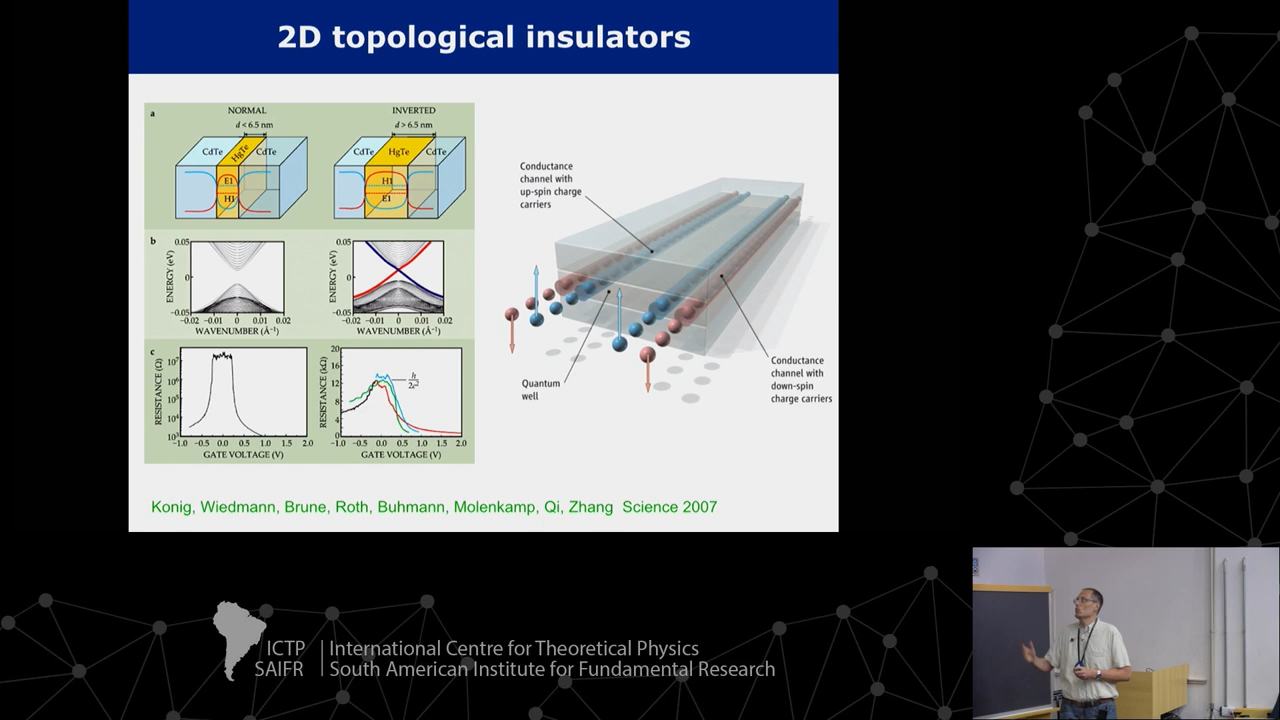 2D topological insulators
a
NORMAL
d < 6.5 nm
CdTe
HgTe
CdTe
E1
H1
INVERTED
d > 6.5 nm
CdTe
HgTe
CdTe
H1
E1
b
ENERGY (eV)
0.05
0
−0.05
−0.02 −0.01 0 0.01 0.02
WAVENUMBER (Å⁻¹)
ENERGY (eV)
0.05
0
−0.05
−0.02 −0.01 0 0.01 0.02
WAVENUMBER (Å⁻¹)
c
RESISTANCE (Ω)
10⁷
10⁶
10⁵
10⁴
10³
−1.0 −0.5 0.0 0.5 1.0 1.5 2.0
GATE VOLTAGE (V)
RESISTANCE (kΩ)
20
16
12
8
4
0
h
2e²
−1.0 −0.5 0.0 0.5 1.0 1.5 2.0
GATE VOLTAGE (V)
Conductance
channel with
up-spin charge
carriers
Quantum
well
Conductance
channel with
down-spin
charge carriers
Konig, Wiedmann, Brune, Roth, Buhmann, Molenkamp, Qi, Zhang Science 2007
ICTP
SAIFR
International Centre for Theoretical Physics
South American Institute for Fundamental Research